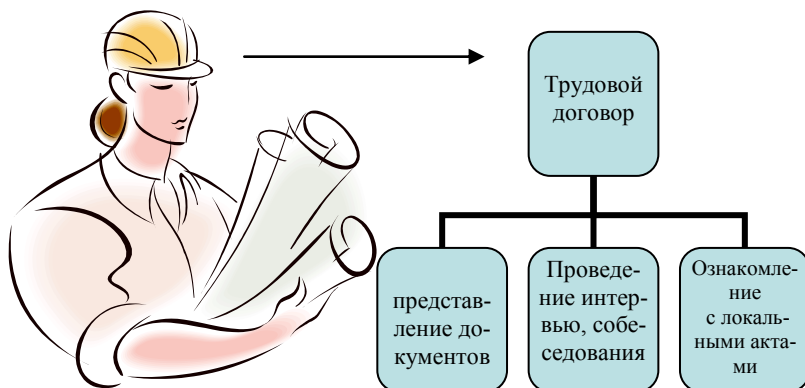 Трудовой
договор
представ-
ление до-
кументов
Проведе-
ние интер-
вью, собе-
седования
Ознакомле-
ние
с локаль-
ными акта-
ми